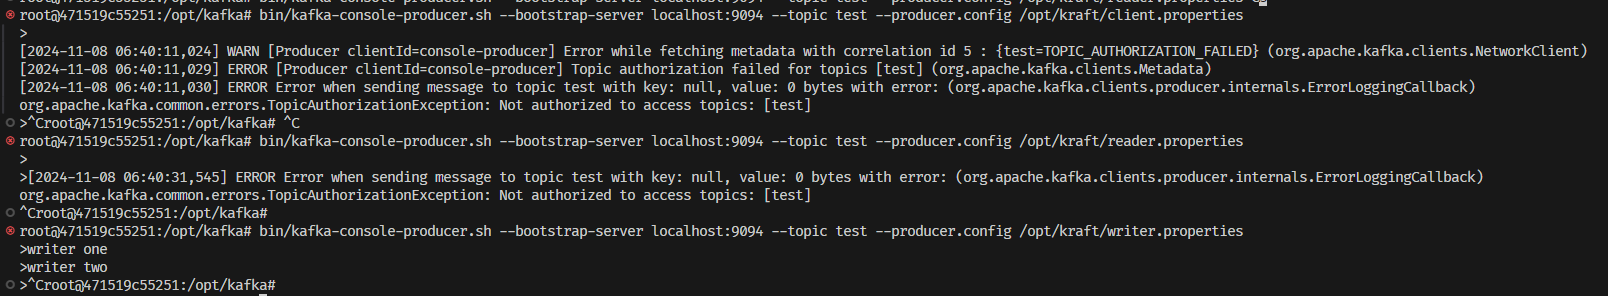 root@471519c55251:/opt/kafka# bin/kafka-console-producer.sh --bootstrap-server localhost:9094 --topic test --producer.config /opt/kraft/client.properties
>
[2024-11-08 06:40:11,024] WARN [Producer clientId=console-producer] Error while fetching metadata with correlation id 5 : {test=TOPIC_AUTHORIZATION_FAILED} (org.apache.kafka.clients.NetworkClient)
[2024-11-08 06:40:11,029] ERROR [Producer clientId=console-producer] Topic authorization failed for topics [test] (org.apache.kafka.clients.Metadata)
[2024-11-08 06:40:11,030] ERROR Error when sending message to topic test with key: null, value: 0 bytes with error: (org.apache.kafka.clients.producer.internals.ErrorLoggingCallback)
org.apache.kafka.common.errors.TopicAuthorizationException: Not authorized to access topics: [test]
>^Croot@471519c55251:/opt/kafka# ^C
root@471519c55251:/opt/kafka# bin/kafka-console-producer.sh --bootstrap-server localhost:9094 --topic test --producer.config /opt/kraft/reader.properties
>
>[2024-11-08 06:40:31,545] ERROR Error when sending message to topic test with key: null, value: 0 bytes with error: (org.apache.kafka.clients.producer.internals.ErrorLoggingCallback)
org.apache.kafka.common.errors.TopicAuthorizationException: Not authorized to access topics: [test]
^Croot@471519c55251:/opt/kafka#
root@471519c55251:/opt/kafka# bin/kafka-console-producer.sh --bootstrap-server localhost:9094 --topic test --producer.config /opt/kraft/writer.properties
>writer one
>writer two
>^Croot@471519c55251:/opt/kafka#